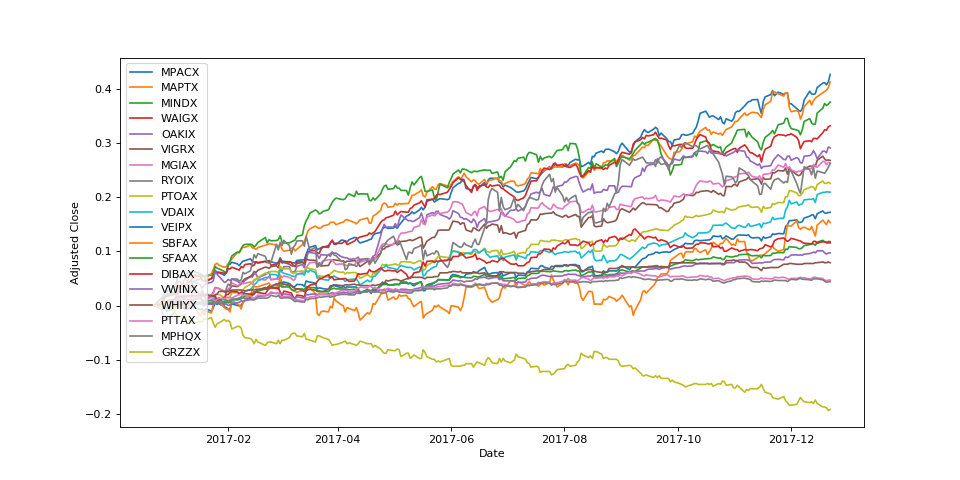 MPACX
MAPTX
MINDX
WAIGX
OAKIX
VIGRX
MGIAX
RYOIX
PTOAX
VDAIX
VEIPX
SBFAX
SFAAX
DIBAX
VWINX
WHIYX
PTTAX
MPHQX
GRZZX
0.4
0.3
0.2
0.1
0.0
−0.1
−0.2
Adjusted Close
2017-02 2017-04 2017-06 2017-08 2017-10 2017-12
Date